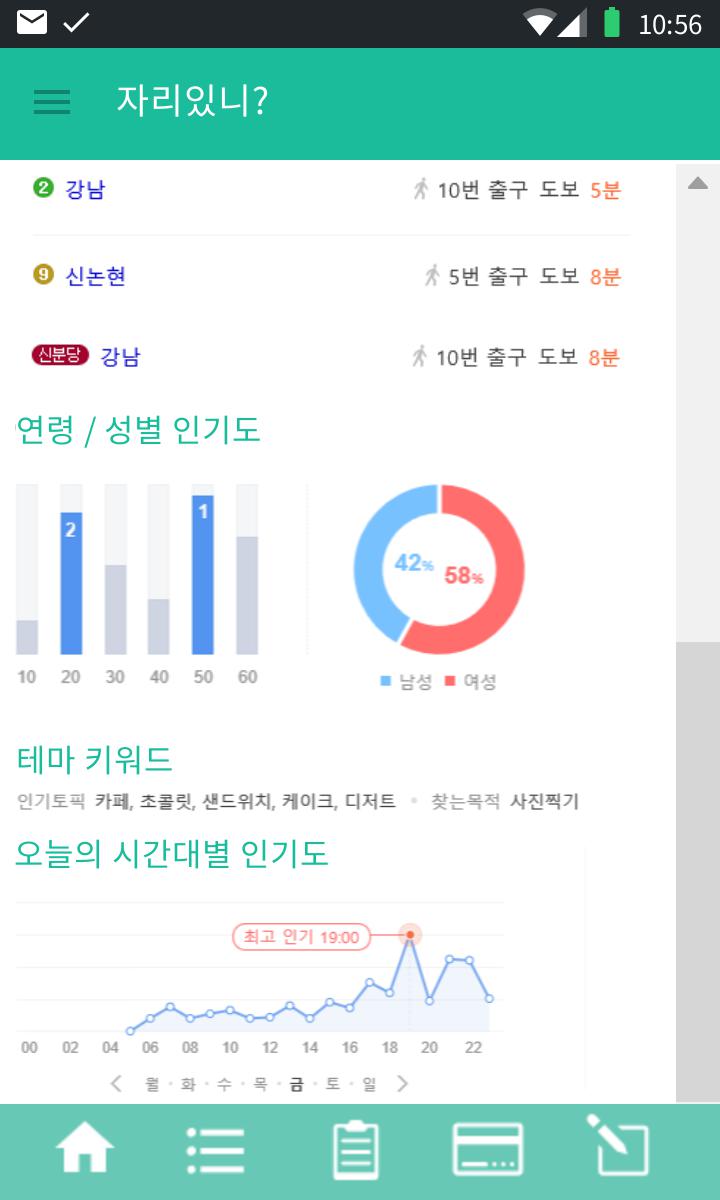 10:56
자리있니?
2 강남 10번 출구 도보 5분
9 신논현 5번 출구 도보 8분
신분당 강남 10번 출구 도보 8분
연령 / 성별 인기도
2 1
42% 58%
10 20 30 40 50 60
남성 여성
테마 키워드
인기토픽 카페, 초콜릿, 샌드위치, 케이크, 디저트 • 찾는목적 사진찍기
오늘의 시간대별 인기도
최고 인기 19:00
00 02 04 06 08 10 12 14 16 18 20 22
< 월 · 화 · 수 · 목 · 금 · 토 · 일 >